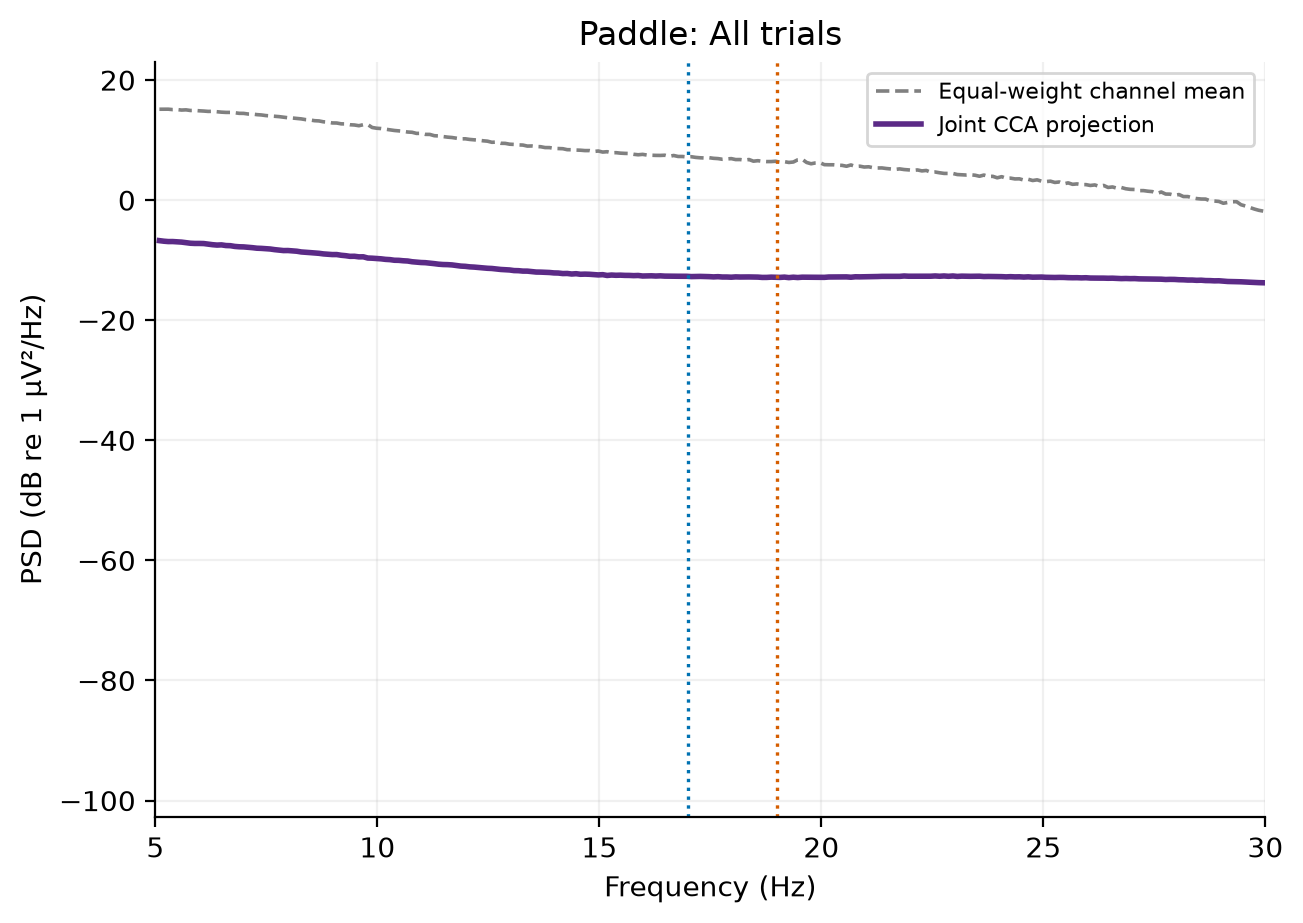 Paddle: All trials
Equal-weight channel mean
Joint CCA projection
PSD (dB re 1 µV²/Hz)
20
0
−20
−40
−60
−80
−100
5 10 15 20 25 30
Frequency (Hz)